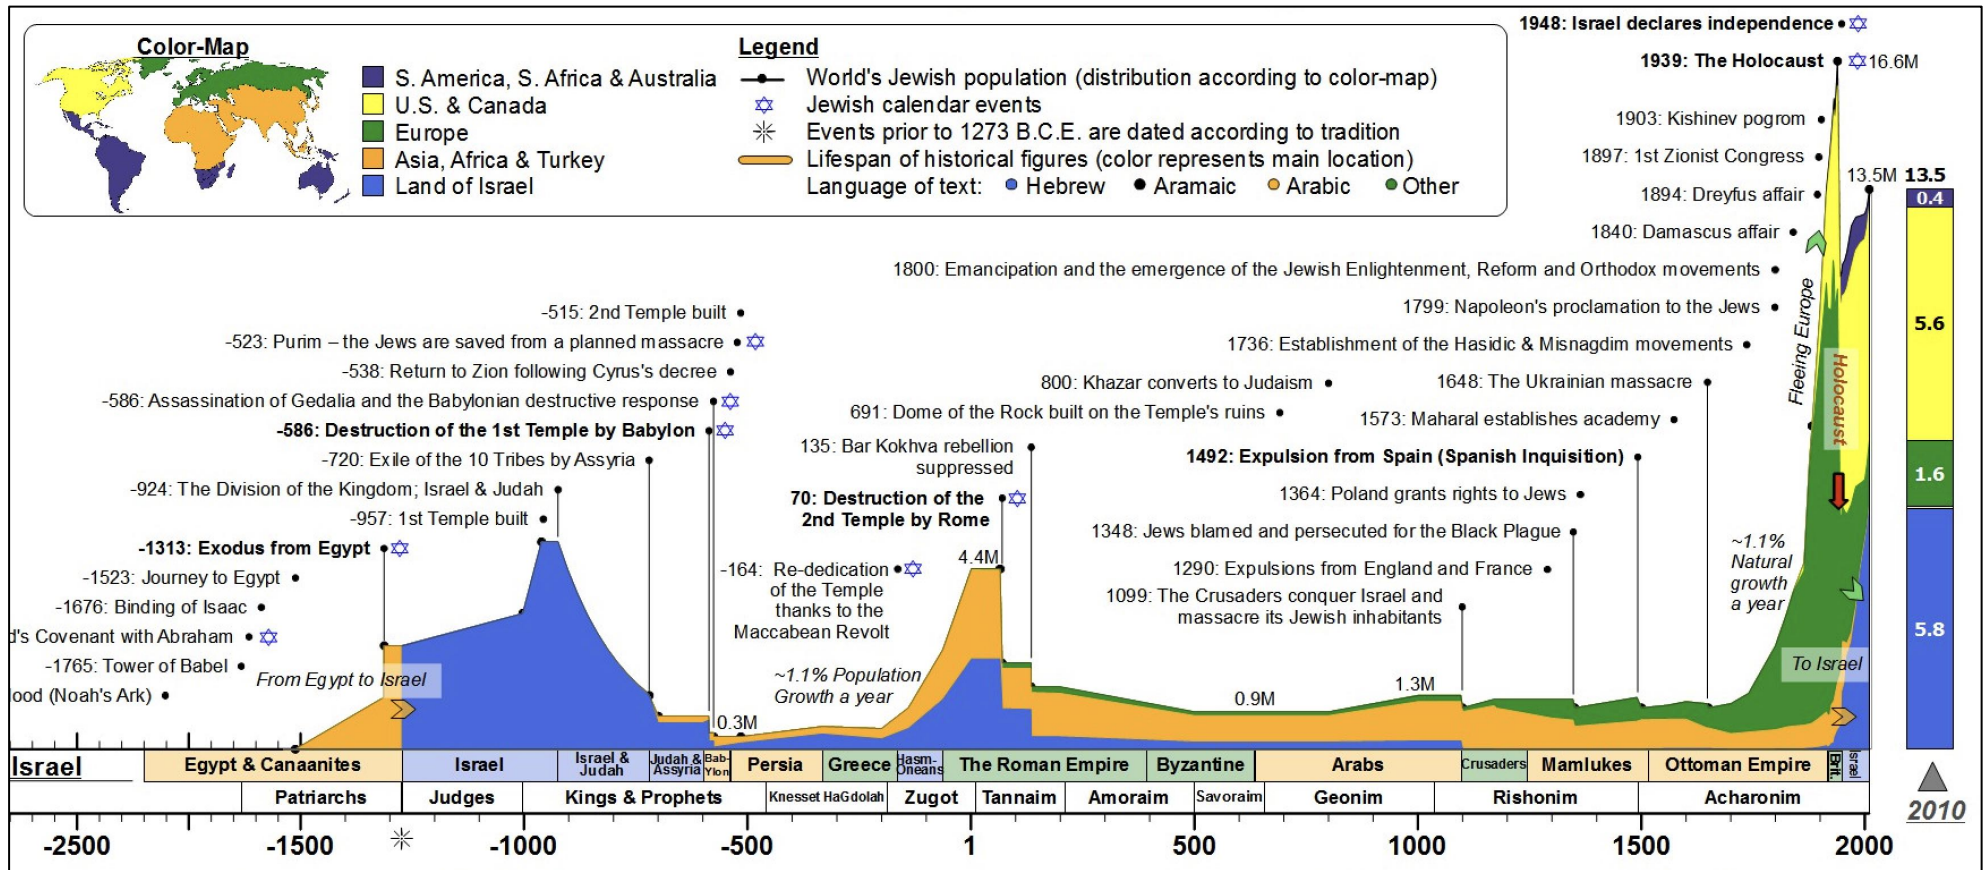 Color-Map
S. America, S. Africa & Australia
U.S. & Canada
Europe
Asia, Africa & Turkey
Land of Israel
Legend
World's Jewish population (distribution according to color-map)
Jewish calendar events
Events prior to 1273 B.C.E. are dated according to tradition
Lifespan of historical figures (color represents main location)
Language of text: Hebrew Aramaic Arabic Other
1948: Israel declares independence
1939: The Holocaust 16.6M
1903: Kishinev pogrom
1897: 1st Zionist Congress
1894: Dreyfus affair
1840: Damascus affair
1800: Emancipation and the emergence of the Jewish Enlightenment, Reform and Orthodox movements
1799: Napoleon's proclamation to the Jews
1736: Establishment of the Hasidic & Misnagdim movements
1648: The Ukrainian massacre
1573: Maharal establishes academy
1492: Expulsion from Spain (Spanish Inquisition)
1364: Poland grants rights to Jews
1348: Jews blamed and persecuted for the Black Plague
1290: Expulsions from England and France
1099: The Crusaders conquer Israel and
massacre its Jewish inhabitants
800: Khazar converts to Judaism
691: Dome of the Rock built on the Temple's ruins
135: Bar Kokhva rebellion
suppressed
70: Destruction of the
2nd Temple by Rome
-164: Re-dedication
of the Temple
thanks to the
Maccabean Revolt
-515: 2nd Temple built
-523: Purim – the Jews are saved from a planned massacre
-538: Return to Zion following Cyrus's decree
-586: Assassination of Gedalia and the Babylonian destructive response
-586: Destruction of the 1st Temple by Babylon
-720: Exile of the 10 Tribes by Assyria
-924: The Division of the Kingdom; Israel & Judah
-957: 1st Temple built
-1313: Exodus from Egypt
-1523: Journey to Egypt
-1676: Binding of Isaac
d's Covenant with Abraham
-1765: Tower of Babel
lood (Noah's Ark)
From Egypt to Israel
0.3M
~1.1% Population
Growth a year
4.4M
0.9M
1.3M
~1.1%
Natural
growth
a year
Fleeing Europe
Holocaust
To Israel
13.5M
13.5
0.4
5.6
1.6
5.8
2010
Israel
Egypt & Canaanites
Israel
Israel &
Judah
Judah &
Assyria
Bab-
Ylon
Persia
Greece
Hasm-
Oneans
The Roman Empire
Byzantine
Arabs
Crusaders
Mamlukes
Ottoman Empire
Brit.
Israel
Patriarchs
Judges
Kings & Prophets
Knesset HaGdolah
Zugot
Tannaim
Amoraim
Savoraim
Geonim
Rishonim
Acharonim
-2500 -1500 -1000 -500 1 500 1000 1500 2000